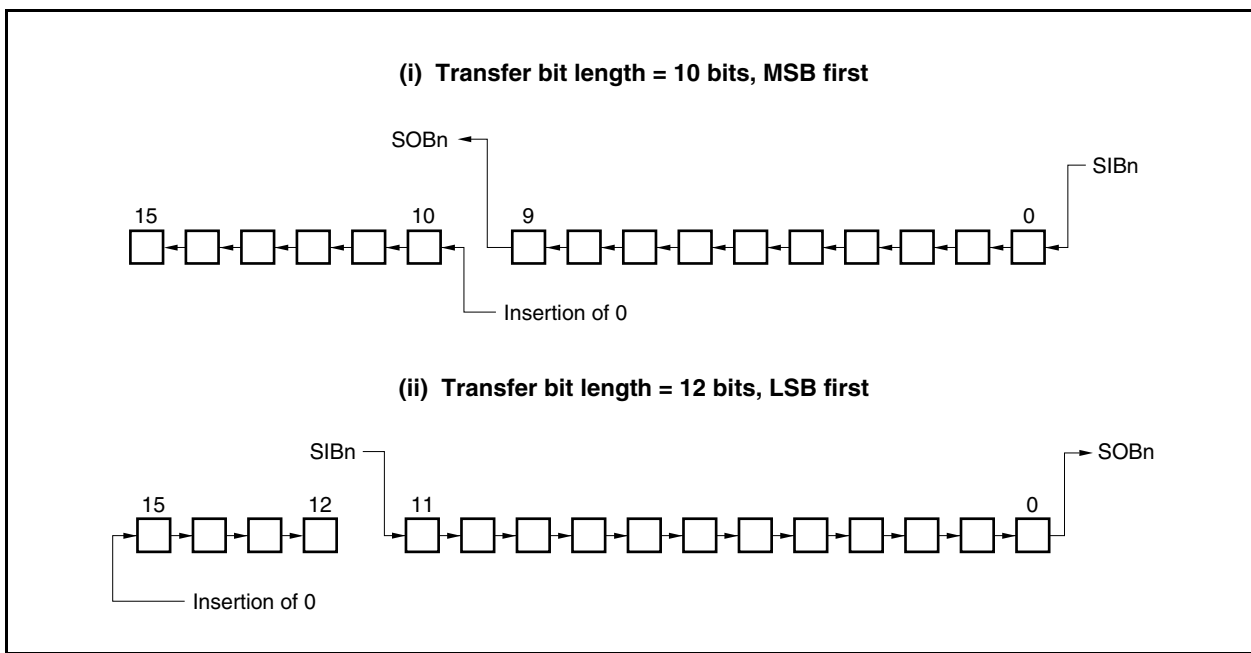 (i) Transfer bit length = 10 bits, MSB first
SOBn
SIBn
15
10
9
0
Insertion of 0
(ii) Transfer bit length = 12 bits, LSB first
SIBn
SOBn
15
12
11
0
Insertion of 0